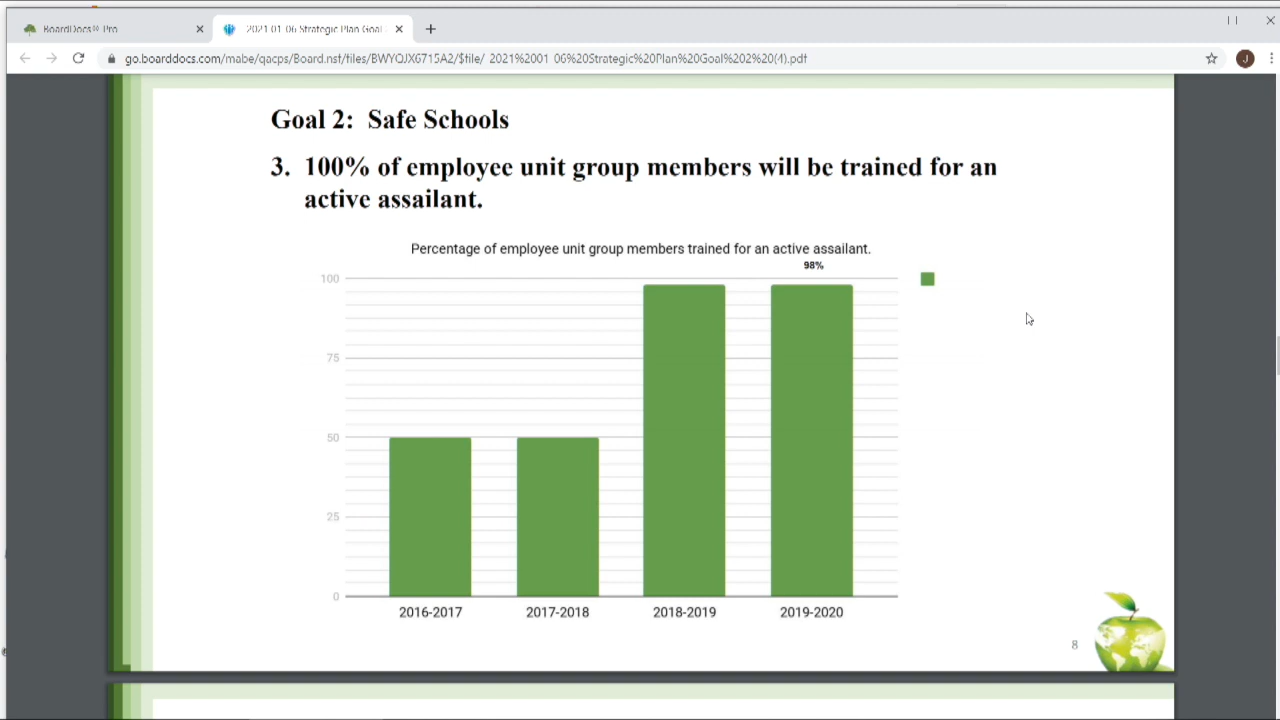 BoardDocs® Pro
2021 01 06 Strategic Plan Goal
go.boarddocs.com/mabe/qacps/Board.nsf/files/BWYQJX6715A2/$file/ 2021%2001 06%20Strategic%20Plan%20Goal%202%20(4).pdf
J
Goal 2: Safe Schools
3. 100% of employee unit group members will be trained for an
active assailant.
Percentage of employee unit group members trained for an active assailant.
98%
100
75
50
25
0
2016-2017 2017-2018 2018-2019 2019-2020
8